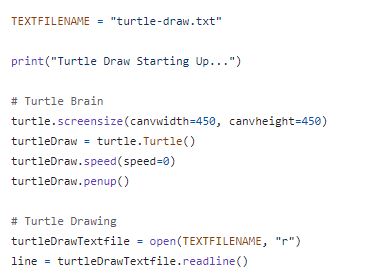 TEXTFILENAME = "turtle-draw.txt"
print("Turtle Draw Starting Up...")
# Turtle Brain
turtle.screensize(canvwidth=450, canvheight=450)
turtleDraw = turtle.Turtle()
turtleDraw.speed(speed=0)
turtleDraw.penup()
# Turtle Drawing
turtleDrawTextfile = open(TEXTFILENAME, "r")
line = turtleDrawTextfile.readline()